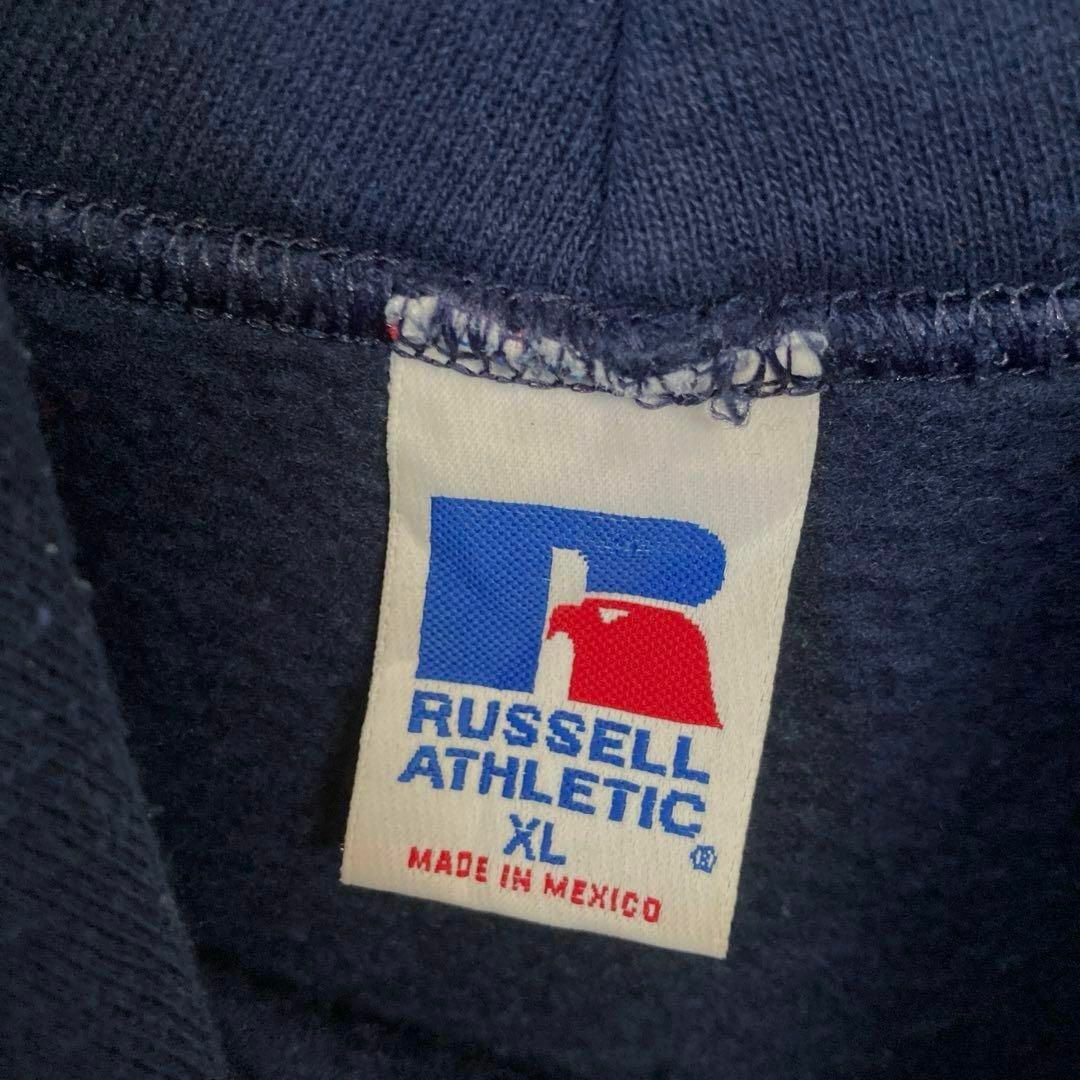 RUSSELL
ATHLETIC
XL ®
MADE IN MEXICO